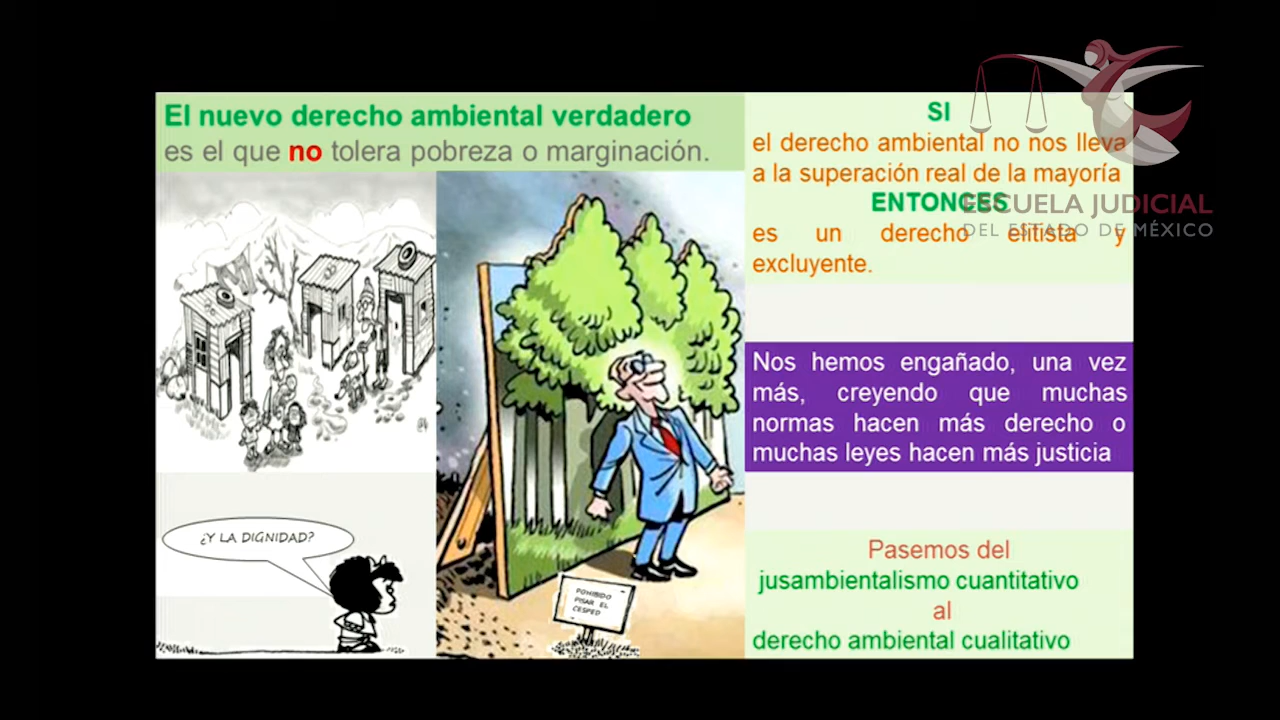 El nuevo derecho ambiental verdadero
es el que no tolera pobreza o marginación.
¿Y LA DIGNIDAD?
POHIBIDO
PISAR EL
CESPED
SI
el derecho ambiental no nos lleva
a la superación real de la mayoría
ENTONCES
es un derecho elitista y
excluyente.
Nos hemos engañado, una vez
más, creyendo que muchas
normas hacen más derecho o
muchas leyes hacen más justicia
Pasemos del
jusambientalismo cuantitativo
al
derecho ambiental cualitativo
ESCUELA JUDICIAL
DEL ESTADO DE MÉXICO